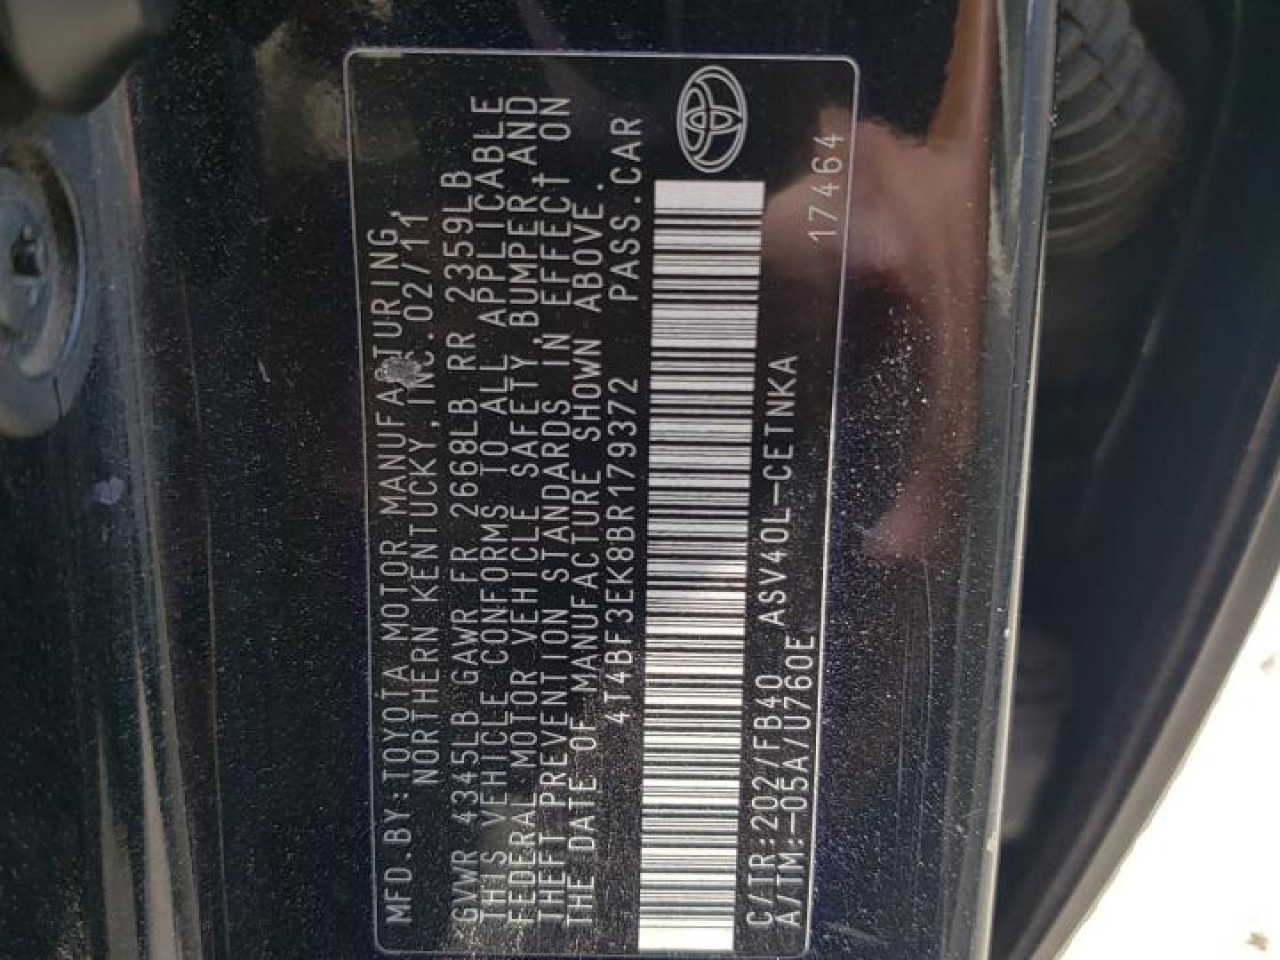 MFD.BY:TOYOTA MOTOR MANUFACTURING,
NORTHERN KENTUCKY,INC.02/11
GVWR 4345LB GAWR FR 2668LB RR 2359LB
THIS VEHICLE CONFORMS TO ALL APPLICABLE
FEDERAL MOTOR VEHICLE SAFETY,BUMPER,AND
THEFT PREVENTION STANDARDS IN EFFECT ON
THE DATE OF MANUFACTURE SHOWN ABOVE.
4T4BF3EK8BR179372 PASS.CAR
C/TR:202/FB40 ASV40L-CETNKA
A/TM:-05A/U760E 17464